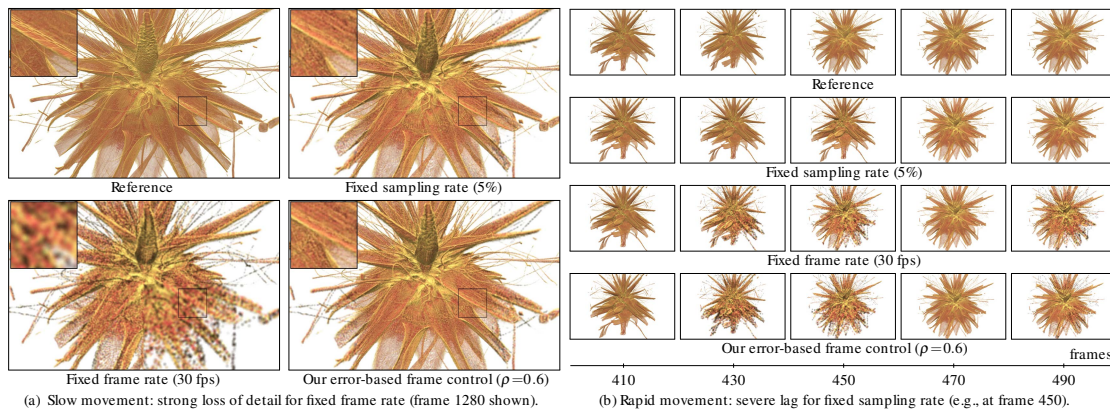 Reference
Fixed sampling rate (5%)
Fixed frame rate (30 fps)
Our error-based frame control (ρ=0.6)
(a) Slow movement: strong loss of detail for fixed frame rate (frame 1280 shown).
Reference
Fixed sampling rate (5%)
Fixed frame rate (30 fps)
Our error-based frame control (ρ=0.6)
frames
410 430 450 470 490
(b) Rapid movement: severe lag for fixed sampling rate (e.g., at frame 450).